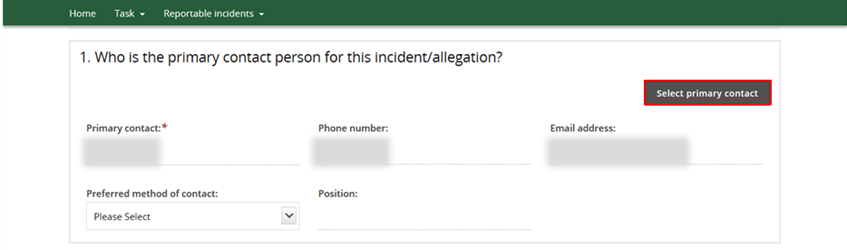 Home Task Reportable incidents
1. Who is the primary contact person for this incident/allegation?
Select primary contact
Primary contact:* Phone number: Email address:
Preferred method of contact: Position:
Please Select